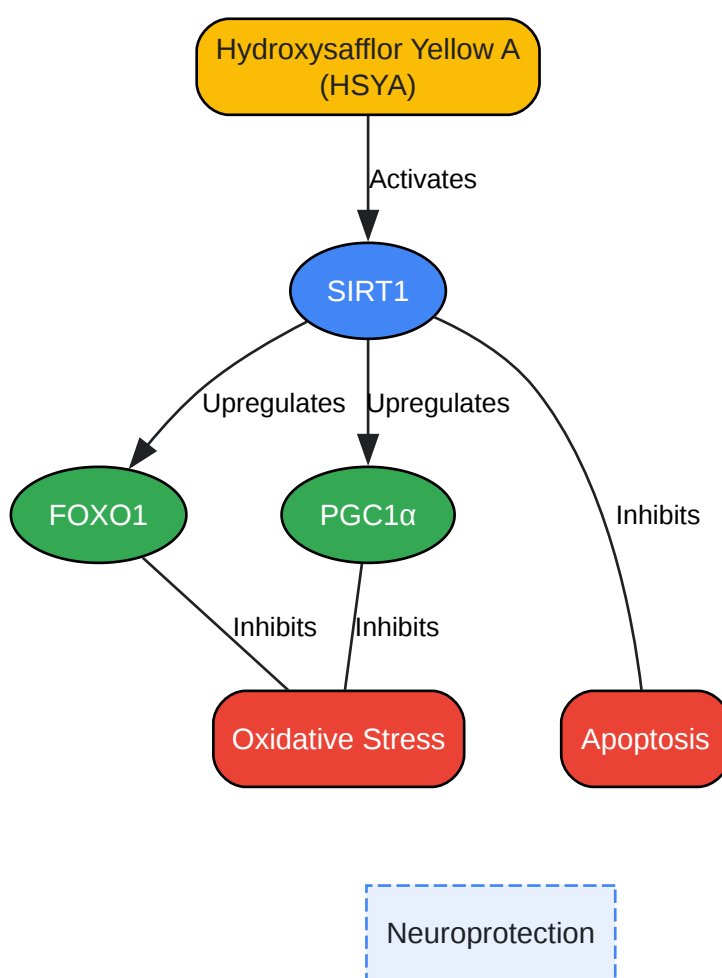 Hydroxysafflor Yellow A
(HSYA)
Activates
SIRT1
Upregulates
Upregulates
FOXO1
PGC1α
Inhibits
Inhibits
Inhibits
Oxidative Stress
Apoptosis
Neuroprotection